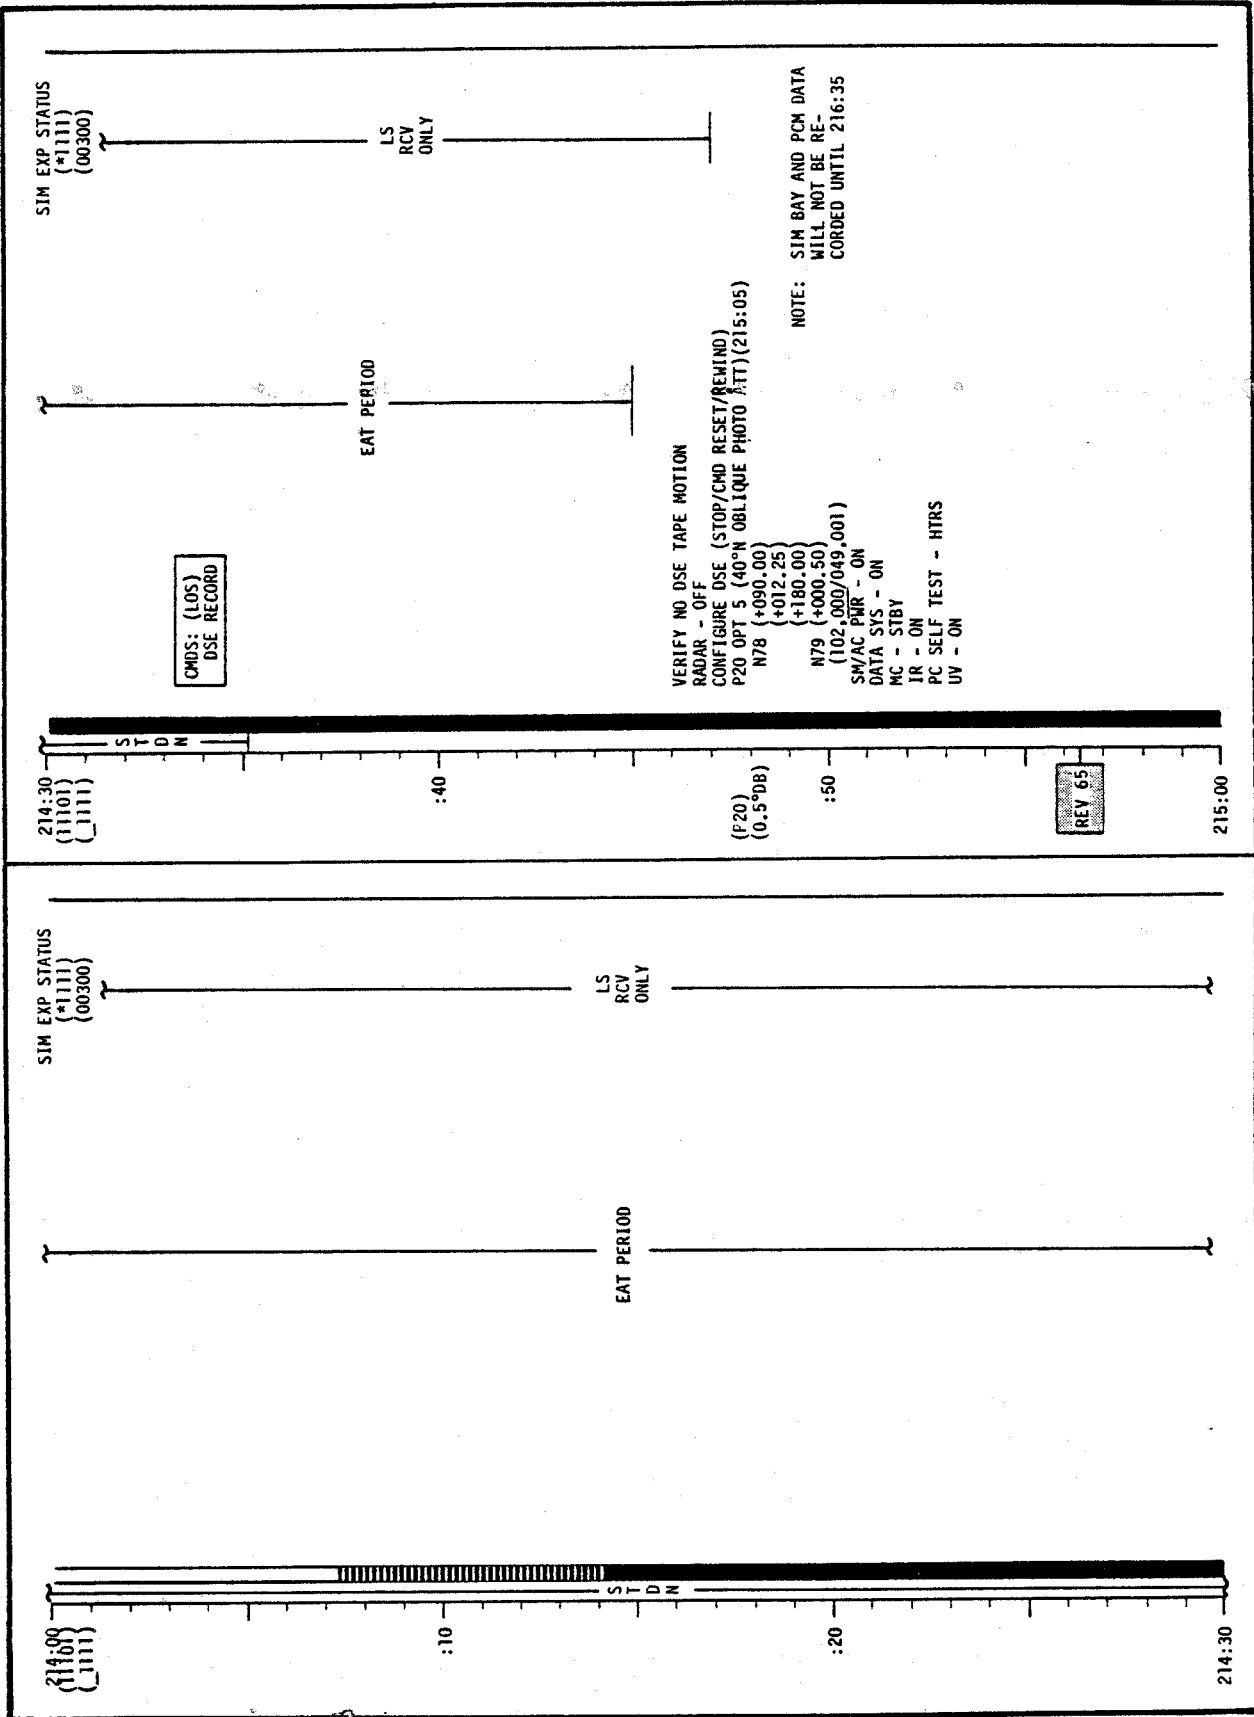 214:00
(11101)
(_1111)
:10
:20
214:30
S
T
D
N
EAT PERIOD
SIM EXP STATUS
(*1111)
(00300)
LS
RCV
ONLY
214:30
(11101)
(_1111)
:40
(P20)
(0.5°DB)
:50
REV 65
215:00
S
T
D
N
CMDS: (LOS)
DSE RECORD
EAT PERIOD
SIM EXP STATUS
(*1111)
(00300)
LS
RCV
ONLY
VERIFY NO DSE TAPE MOTION
RADAR - OFF
CONFIGURE DSE (STOP/CMD RESET/REWIND)
P20 OPT 5 (40°N OBLIQUE PHOTO ATT)(215:05)
N78 (+090.00)
(+012.25)
(+180.00)
N79 (+000.50)
(102,000/049,001)
SM/AC PWR - ON
DATA SYS - ON
MC - STBY
IR - ON
PC SELF TEST - HTRS
UV - ON
NOTE: SIM BAY AND PCM DATA
WILL NOT BE RE-
CORDED UNTIL 216:35